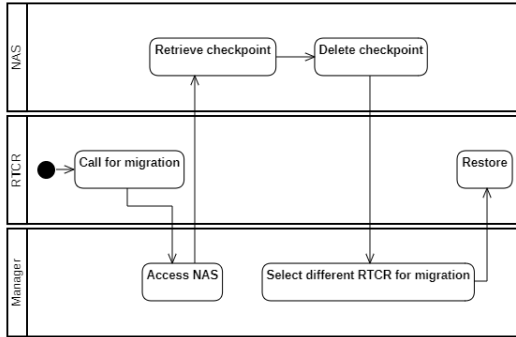 NAS
Retrieve checkpoint
Delete checkpoint
RTCR
Call for migration
Restore
Manager
Access NAS
Select different RTCR for migration